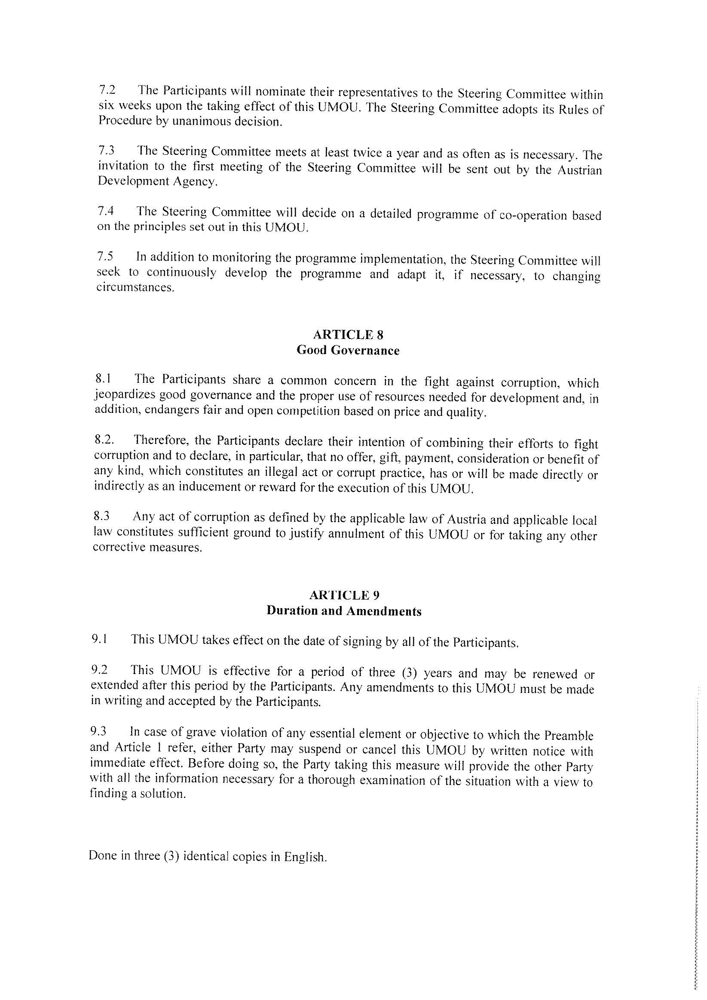 7.2 The Participants will nominate their representatives to the Steering Committee within
six weeks upon the taking effect of this UMOU. The Steering Committee adopts its Rules of
Procedure by unanimous decision.
7.3 The Steering Committee meets at least twice a year and as often as is necessary. The
invitation to the first meeting of the Steering Committee will be sent out by the Austrian
Development Agency.
7.4 The Steering Committee will decide on a detailed programme of co-operation based
on the principles set out in this UMOU.
7.5 In addition to monitoring the programme implementation, the Steering Committee will
seek to continuously develop the programme and adapt it, if necessary, to changing
circumstances.
ARTICLE 8
Good Governance
8.1 The Participants share a common concern in the fight against corruption, which
jeopardizes good governance and the proper use of resources needed for development and, in
addition, endangers fair and open competition based on price and quality.
8.2. Therefore, the Participants declare their intention of combining their efforts to fight
corruption and to declare, in particular, that no offer, gift, payment, consideration or benefit of
any kind, which constitutes an illegal act or corrupt practice, has or will be made directly or
indirectly as an inducement or reward for the execution of this UMOU.
8.3 Any act of corruption as defined by the applicable law of Austria and applicable local
law constitutes sufficient ground to justify annulment of this UMOU or for taking any other
corrective measures.
ARTICLE 9
Duration and Amendments
9.1 This UMOU takes effect on the date of signing by all of the Participants.
9.2 This UMOU is effective for a period of three (3) years and may be renewed or
extended after this period by the Participants. Any amendments to this UMOU must be made
in writing and accepted by the Participants.
9.3 In case of grave violation of any essential element or objective to which the Preamble
and Article 1 refer, either Party may suspend or cancel this UMOU by written notice with
immediate effect. Before doing so, the Party taking this measure will provide the other Party
with all the information necessary for a thorough examination of the situation with a view to
finding a solution.
Done in three (3) identical copies in English.